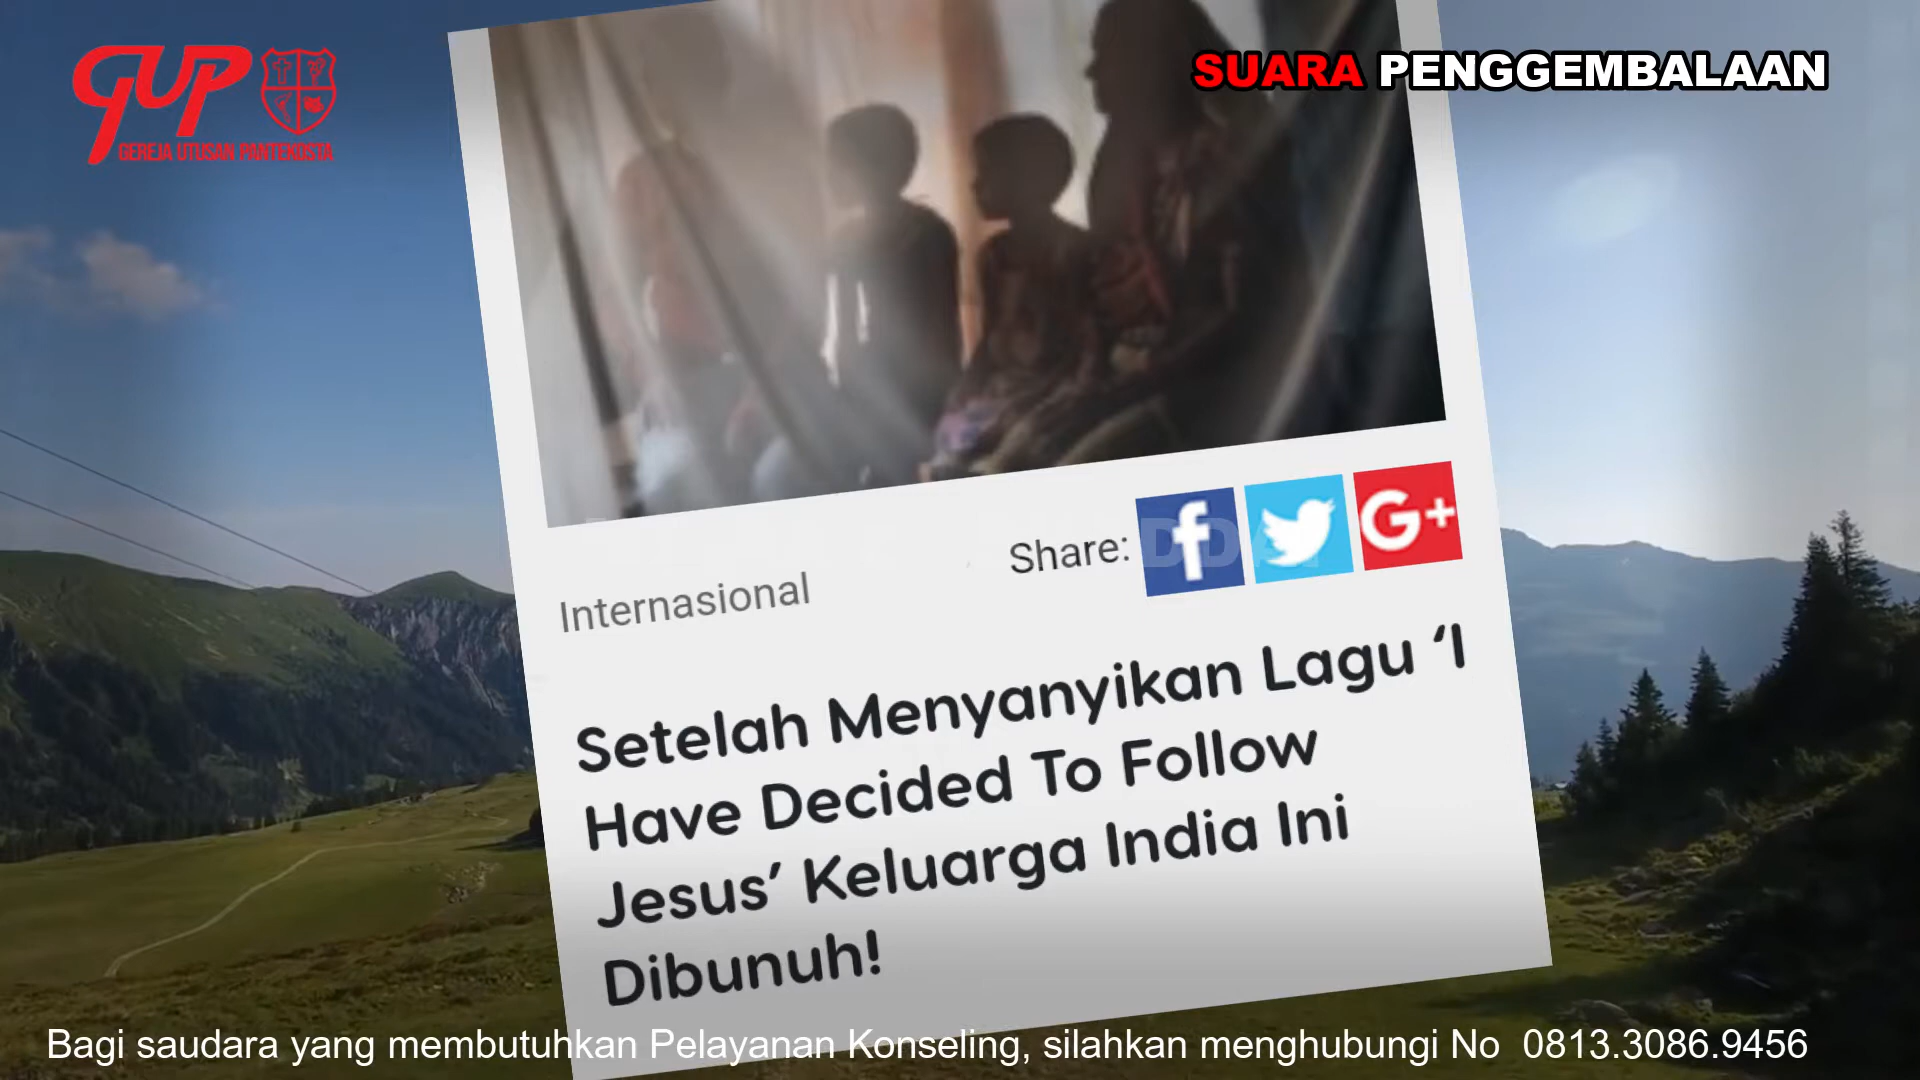 GUP
GEREJA UTUSAN PANTEKOSTA
SUARA PENGGEMBALAAN
Share:
Internasional
Setelah Menyanyikan Lagu ‘I
Have Decided To Follow
Jesus’ Keluarga India Ini
Dibunuh!
Bagi saudara yang membutuhkan Pelayanan Konseling, silahkan menghubungi No 0813.3086.9456